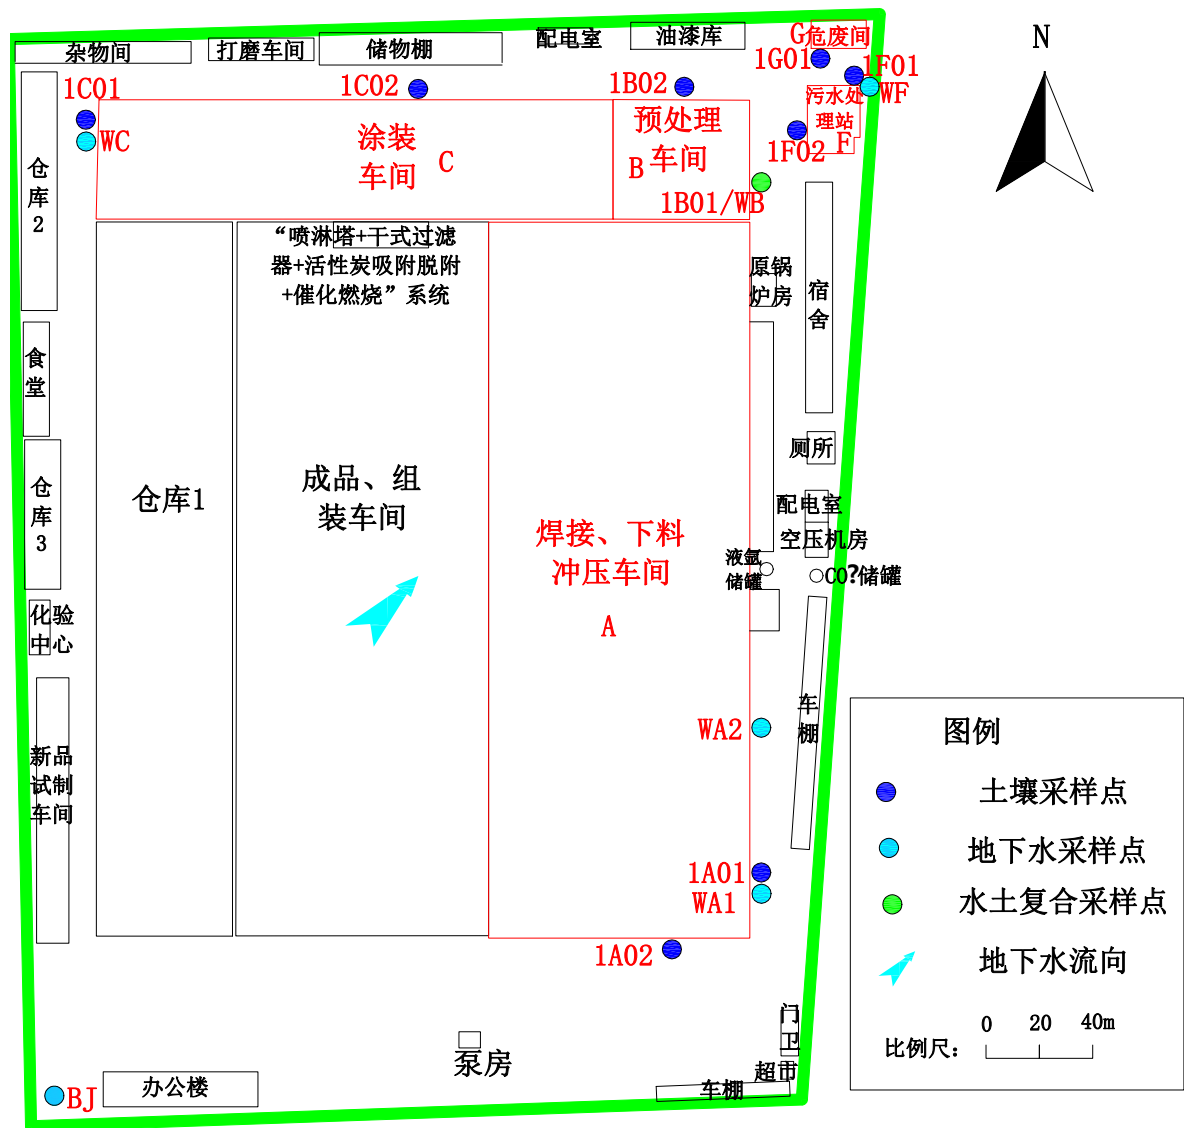 杂物间
打磨车间
储物棚
配电室
油漆库
G危废间
N
1G01
1F01
WF
1C01
1C02
1B02
WC
污水处
理站
F
1F02
涂装
车间
C
预处理
车间
B
1B01/WB
仓
库
2
“喷淋塔+干式过滤
器+活性炭吸附脱附
+催化燃烧”系统
原锅
炉房
宿
舍
食
堂
厕所
仓
库
3
仓库1
成品、组
装车间
焊接、下料
冲压车间
A
配电室
空压机房
液氩
储罐
CO?储罐
化验
中心
新品
试制
车间
WA2
车
棚
1A01
WA1
1A02
门
卫
超市
车棚
泵房
办公楼
BJ
图例
土壤采样点
地下水采样点
水土复合采样点
地下水流向
比例尺：
0 20 40m